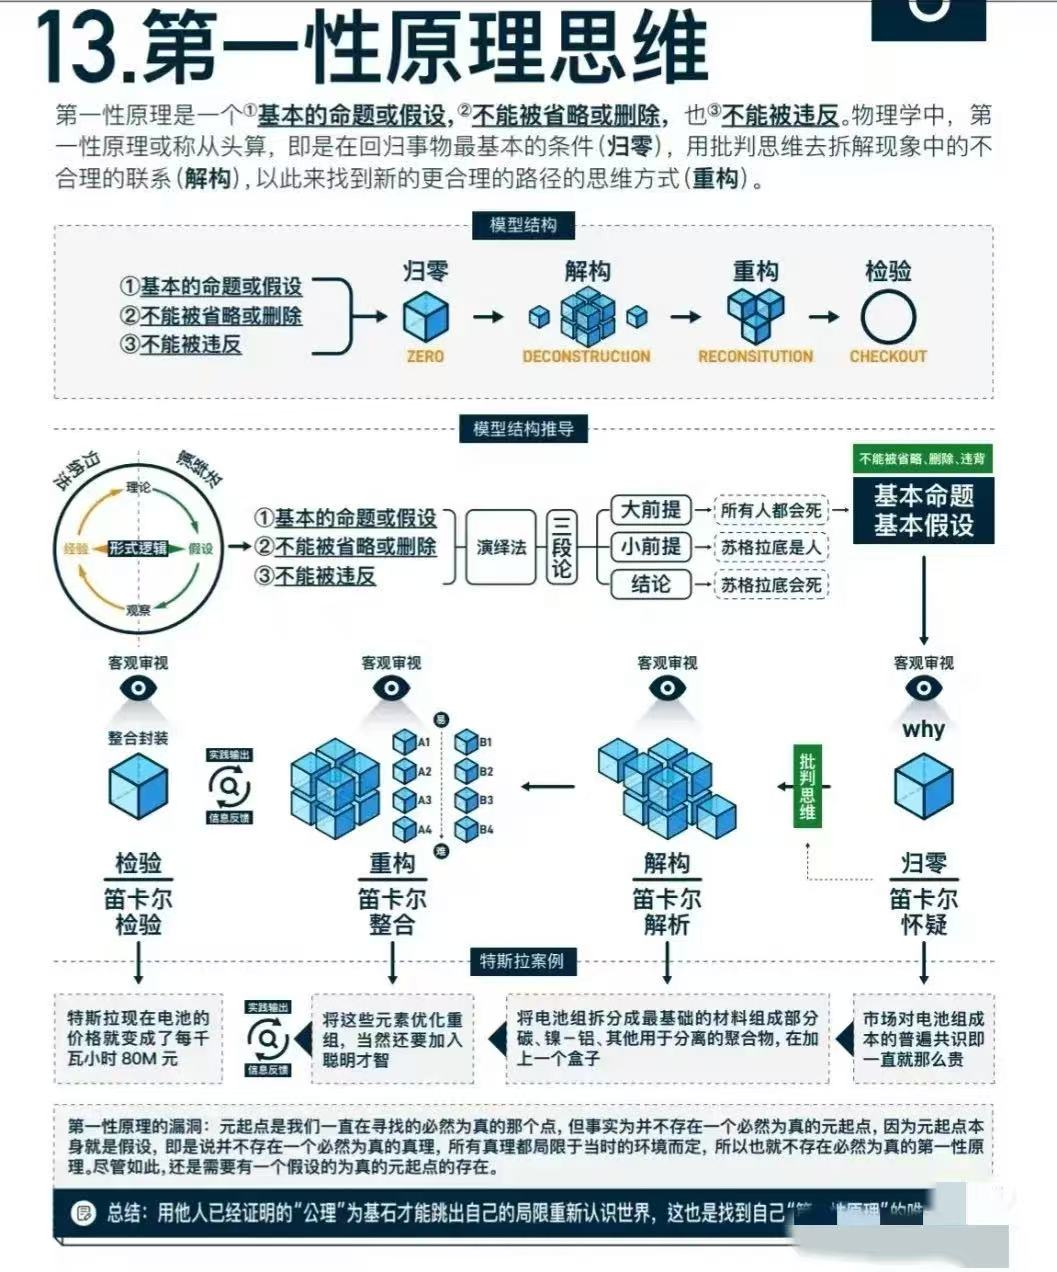 13.第一性原理思维
第一性原理是一个①基本的命题或假设,②不能被省略或删除，也③不能被违反。物理学中，第
一性原理或称从头算，即是在回归事物最基本的条件(归零)，用批判思维去拆解现象中的不
合理的联系(解构),以此来找到新的更合理的路径的思维方式(重构)。
模型结构
①基本的命题或假设
②不能被省略或删除
③不能被违反
归零
ZERO
解构
DECONSTRUCtION
重构
RECONSITUTION
检验
CHECKOUT
模型结构推导
归纳法
演绎法
理论
经验
形式逻辑
假设
观察
①基本的命题或假设
②不能被省略或删除
③不能被违反
演绎法
三段论
大前提
所有人都会死
小前提
苏格拉底是人
结论
苏格拉底会死
不能被省略、删除、违背
基本命题
基本假设
客观审视
客观审视
客观审视
客观审视
整合封装
实践输出
信息反馈
易
A1
B1
A2
B2
A3
B3
A4
B4
难
批判思维
why
检验
笛卡尔
检验
重构
笛卡尔
整合
解构
笛卡尔
解析
归零
笛卡尔
怀疑
特斯拉案例
特斯拉现在电池的
价格就变成了每千
瓦小时 80M 元
实践输出
信息反馈
将这些元素优化重
组，当然还要加入
聪明才智
将电池组拆分成最基础的材料组成部分
碳、镍－铝、其他用于分离的聚合物，在加
上一个盒子
市场对电池组成
本的普遍共识即
一直就那么贵
第一性原理的漏洞：元起点是我们一直在寻找的必然为真的那个点，但事实为并不存在一个必然为真的元起点，因为元起点本
身就是假设，即是说并不存在一个必然为真的真理，所有真理都局限于当时的环境而定，所以也就不存在必然为真的第一性原
理。尽管如此，还是需要有一个假设的为真的元起点的存在。
总结：用他人已经证明的“公理”为基石才能跳出自己的局限重新认识世界，这也是找到自己“第一性原理”的唯